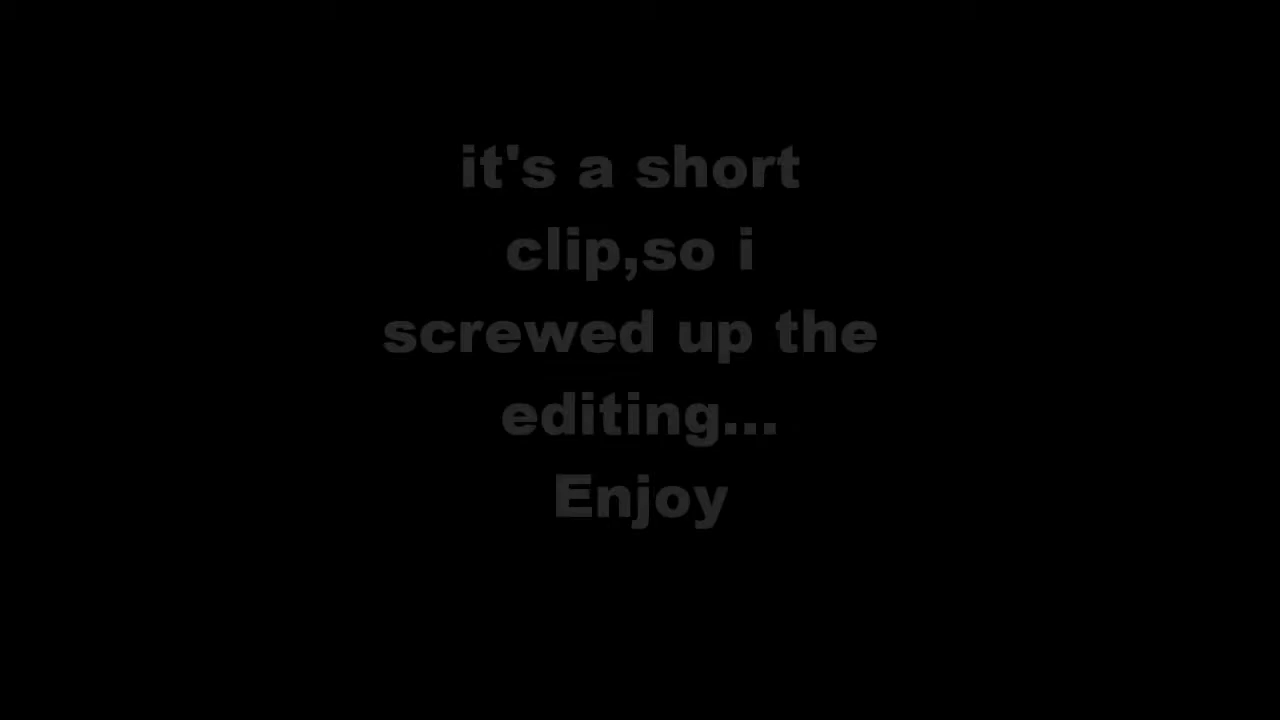 it's a short
clip,so i
screwed up the
editing...
Enjoy